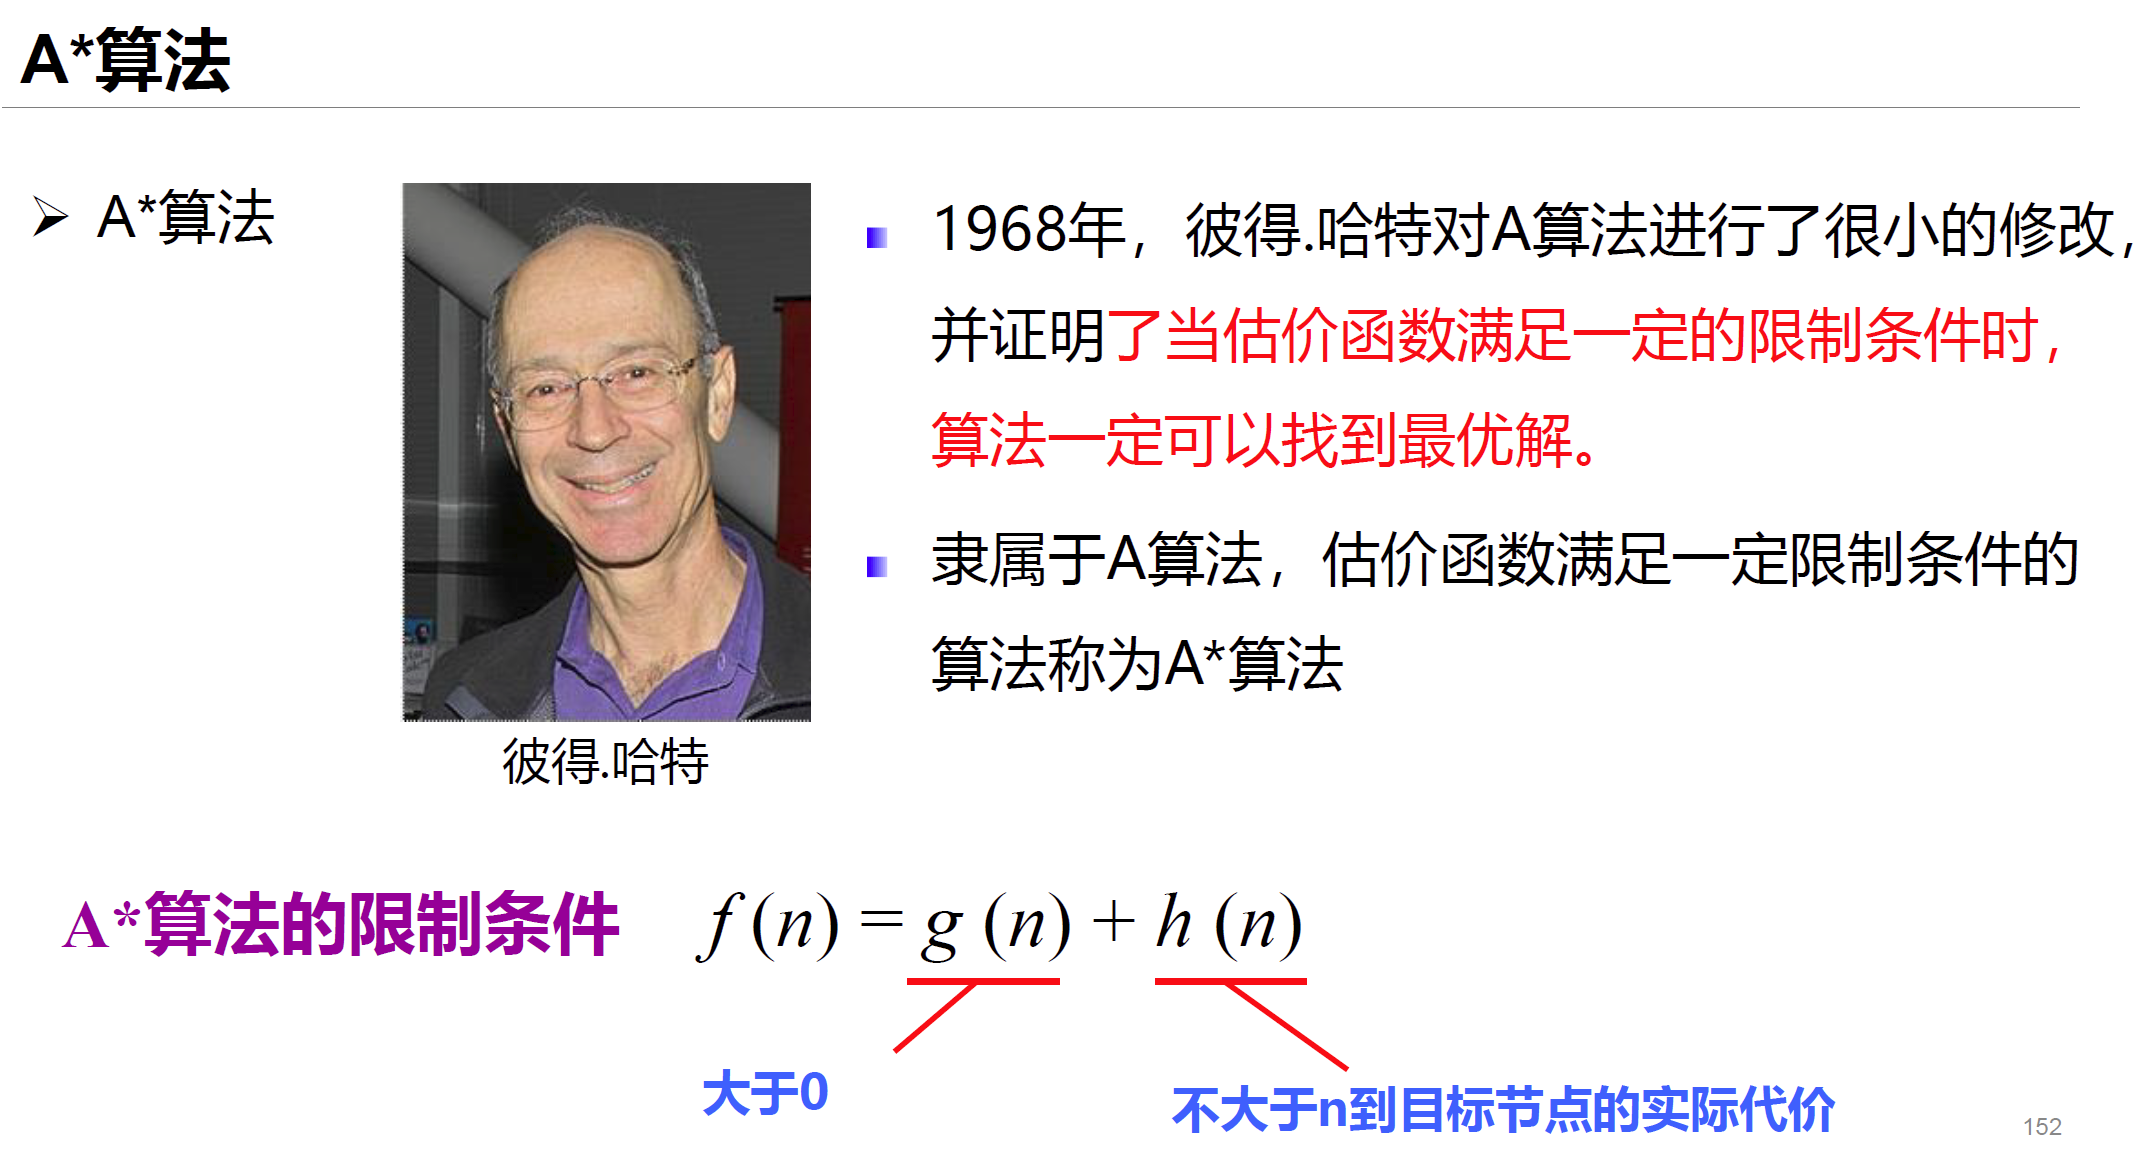 A*算法
➢ A*算法
▪ 1968年，彼得.哈特对A算法进行了很小的修改，
并证明了当估价函数满足一定的限制条件时，
算法一定可以找到最优解。
▪ 隶属于A算法，估价函数满足一定限制条件的
算法称为A*算法
彼得.哈特
A*算法的限制条件 f (n) = g (n) + h (n)
大于0
不大于n到目标节点的实际代价
152